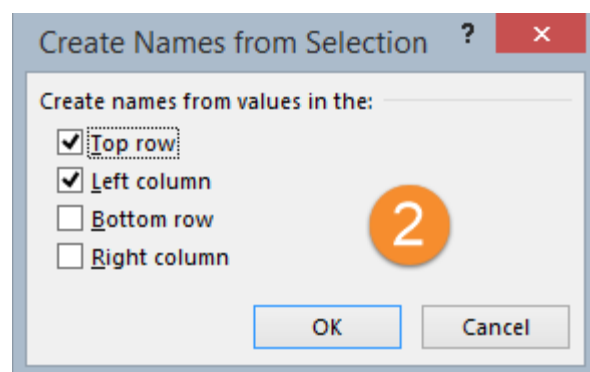 Create Names from Selection ? ×
Create names from values in the:
Top row
Left column
Bottom row
2
Right column
OK Cancel